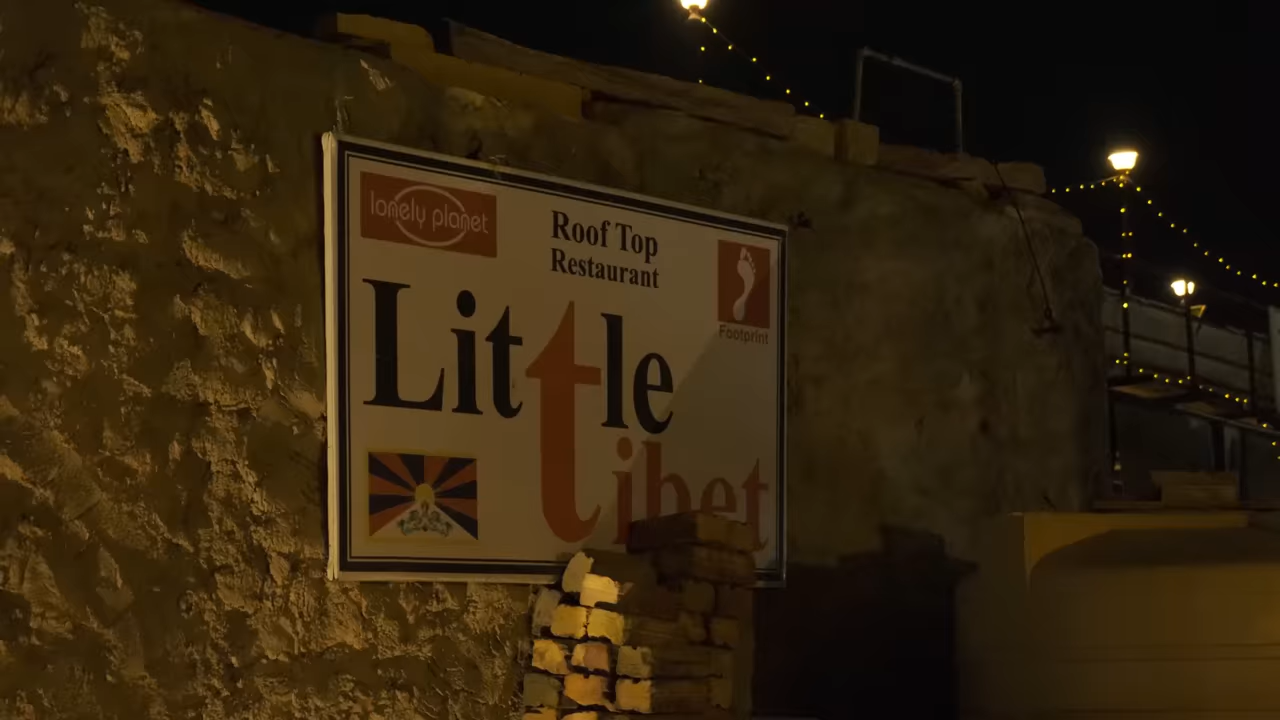 lonely planet
Roof Top
Restaurant
Footprint
Little
tibet